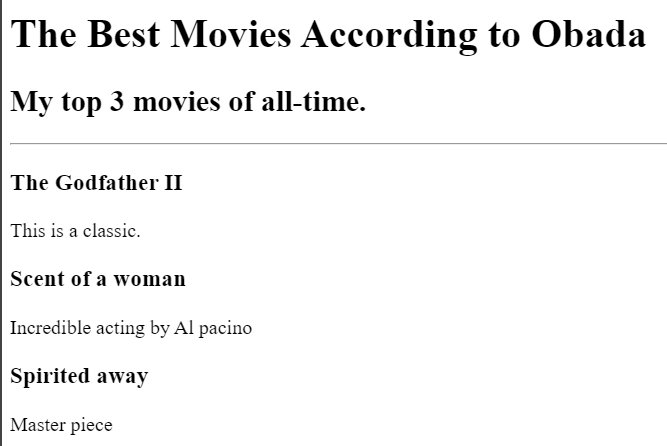 The Best Movies According to Obada
My top 3 movies of all-time.
The Godfather II
This is a classic.
Scent of a woman
Incredible acting by Al pacino
Spirited away
Master piece